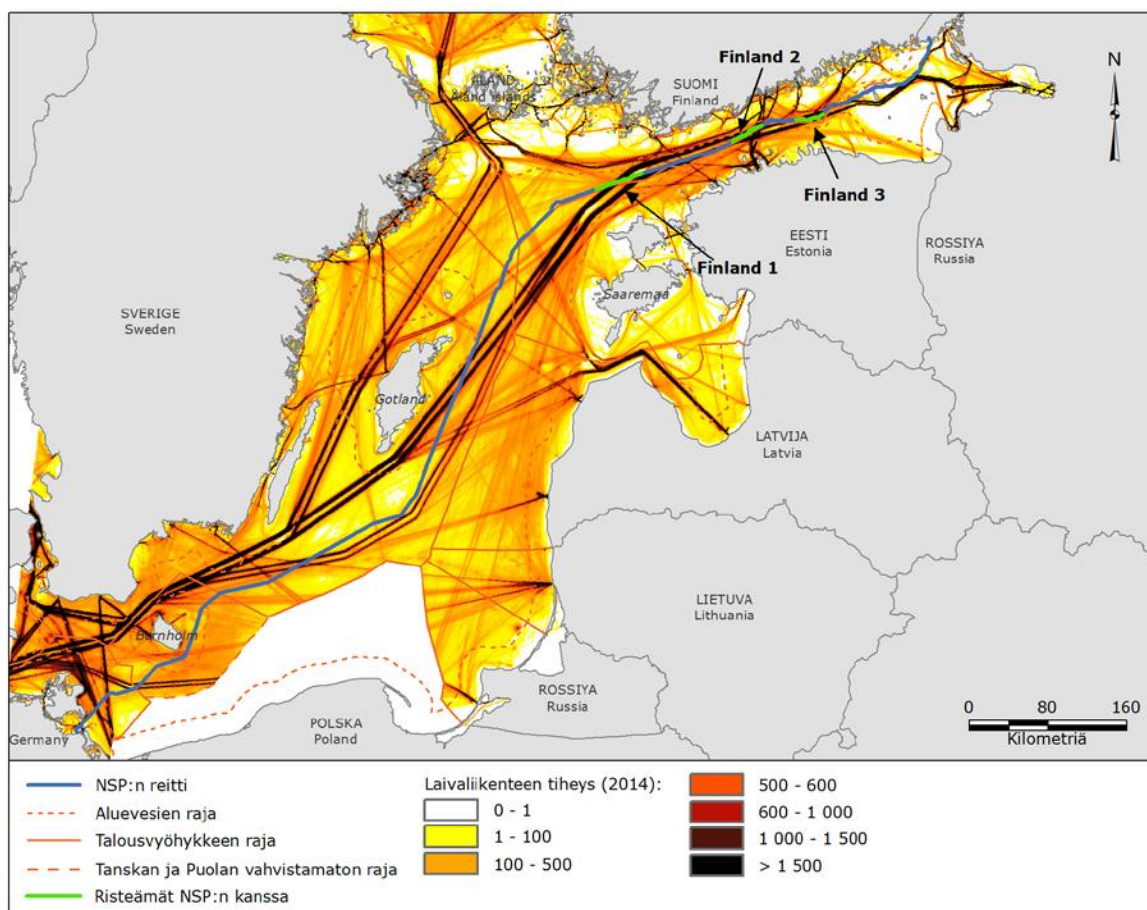 N
Finland 2
ÅLAND
Åland islands
SUOMI
Finland
Finland 3
EESTI
Estonia
ROSSIYA
Russia
Finland 1
Saaremaa
SVERIGE
Sweden
Gotland
LATVIJA
Latvia
LIETUVA
Lithuania
Bornholm
ROSSIYA
Russia
POLSKA
Poland
Germany
0 80 160
Kilometriä
NSP:n reitti
Aluevesien raja
Talousvyöhykkeen raja
Tanskan ja Puolan vahvistamaton raja
Risteämät NSP:n kanssa
Laivaliikenteen tiheys (2014):
0 - 1
1 - 100
100 - 500
500 - 600
600 - 1 000
1 000 - 1 500
> 1 500